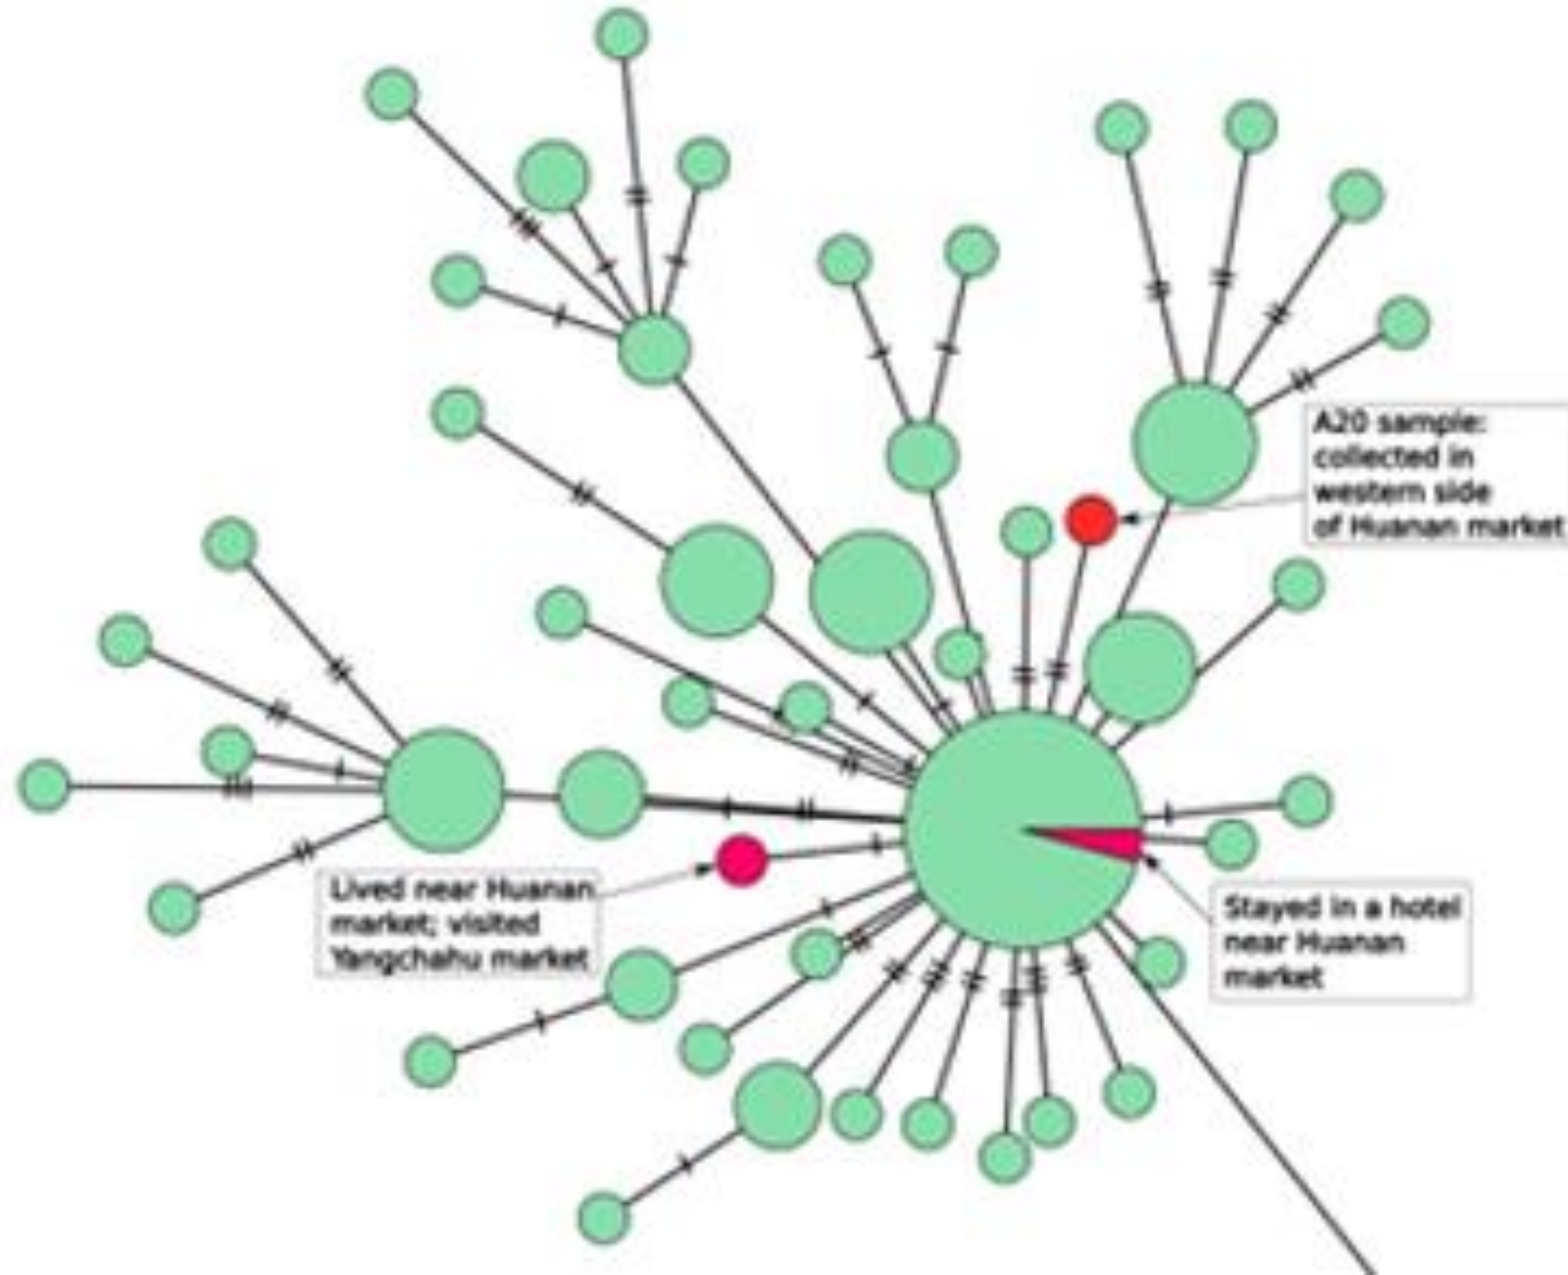 A20 sample:
collected in
western side
of Huanan market
Lived near Huanan
market; visited
Yangchahu market
Stayed in a hotel
near Huanan
market